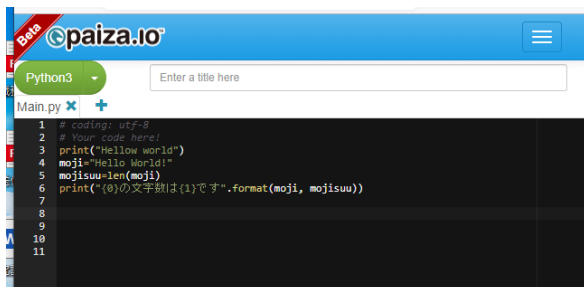 Beta
paiza.IO
Python3
Enter a title here
Main.py
1 # coding: utf-8
2 # Your code here!
3 print("Hellow world")
4 moji="Hello World!"
5 mojisuu=len(moji)
6 print("{0}の文字数は{1}です".format(moji, mojisuu))
7
8
9
10
11